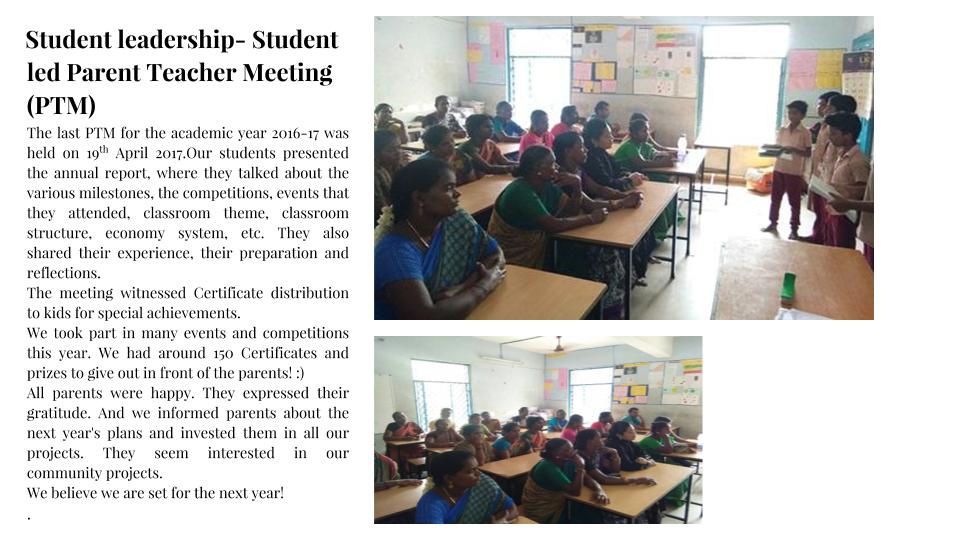 Student leadership- Student
led Parent Teacher Meeting
(PTM)
The last PTM for the academic year 2016-17 was
held on 19th April 2017.Our students presented
the annual report, where they talked about the
various milestones, the competitions, events that
they attended, classroom theme, classroom
structure, economy system, etc. They also
shared their experience, their preparation and
reflections.
The meeting witnessed Certificate distribution
to kids for special achievements.
We took part in many events and competitions
this year. We had around 150 Certificates and
prizes to give out in front of the parents! :)
All parents were happy. They expressed their
gratitude. And we informed parents about the
next year's plans and invested them in all our
projects. They seem interested in our
community projects.
We believe we are set for the next year!
.